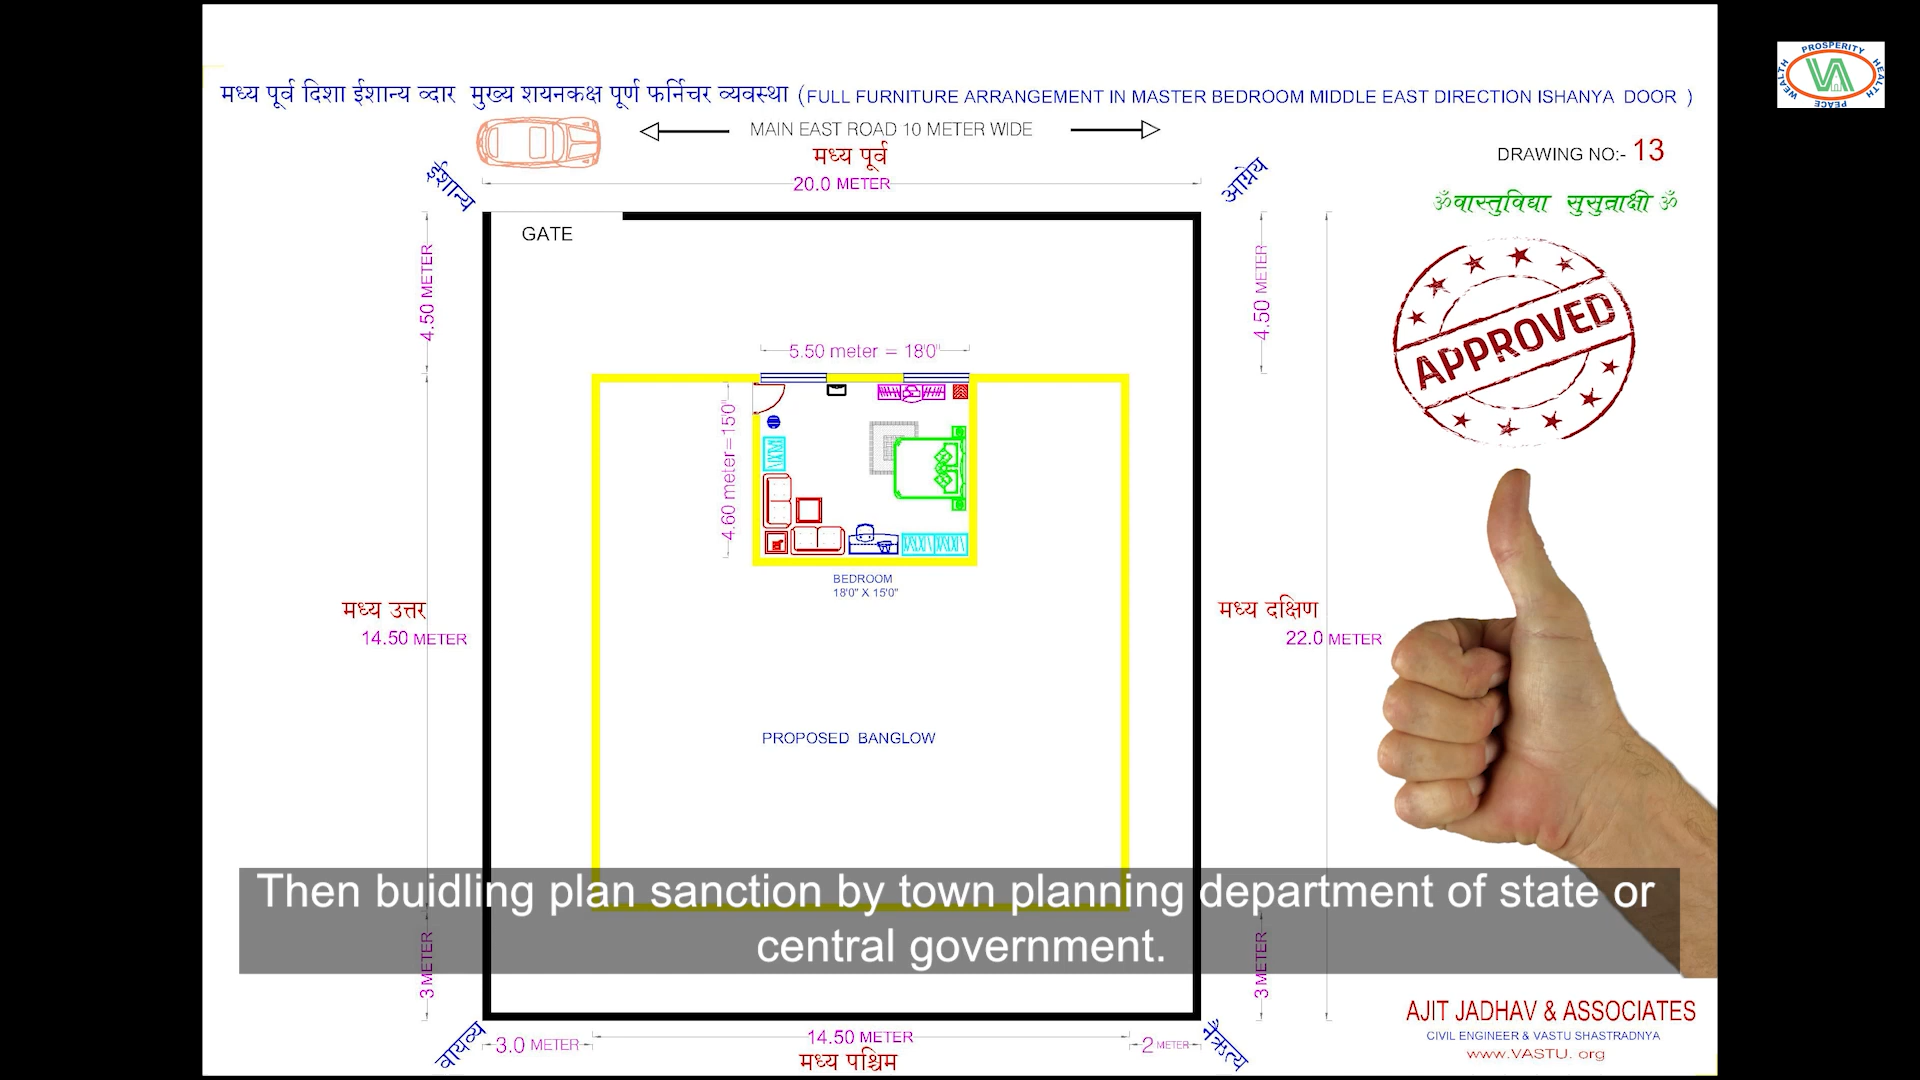 मध्य पूर्व दिशा ईशान्य व्दार मुख्य शयनकक्ष पूर्ण फर्निचर व्यवस्था (FULL FURNITURE ARRANGEMENT IN MASTER BEDROOM MIDDLE EAST DIRECTION ISHANYA DOOR )
PROSPERITY
WEALTH
HEALTH
PEACE
VA
MAIN EAST ROAD 10 METER WIDE
मध्य पूर्व
20.0 METER
DRAWING NO:- 13
ईशान्य
आग्नेय
ॐवास्तुविद्या सुसुत्राक्षी ॐ
GATE
4.50 METER
4.50 METER
APPROVED
5.50 meter = 18'0"
4.60 meter=15'0"
BEDROOM
18'0" X 15'0"
मध्य उत्तर
14.50 METER
मध्य दक्षिण
22.0 METER
PROPOSED BANGLOW
Then buidling plan sanction by town planning department of state or
central government.
3 METER
3 METER
वायव्य
3.0 METER
14.50 METER
2 METER
नैऋत्य
मध्य पश्चिम
AJIT JADHAV & ASSOCIATES
CIVIL ENGINEER & VASTU SHASTRADNYA
www.VASTU. org